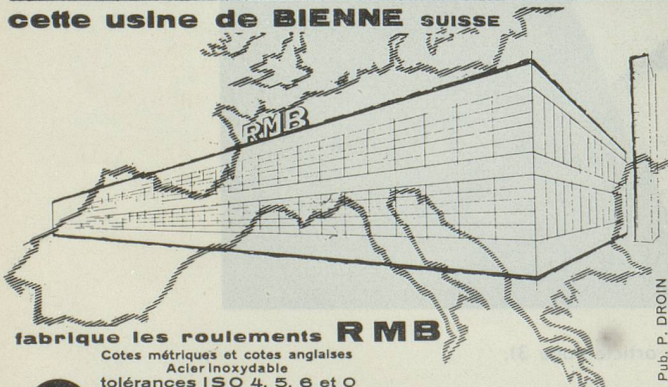 cette usine de BIENNE SUISSE
RMB
fabrique les roulements RMB
Cotes métriques et cotes anglaises
Acier Inoxydable
tolérances ISO 4, 5, 6 et 0
Pub. P. DROIN